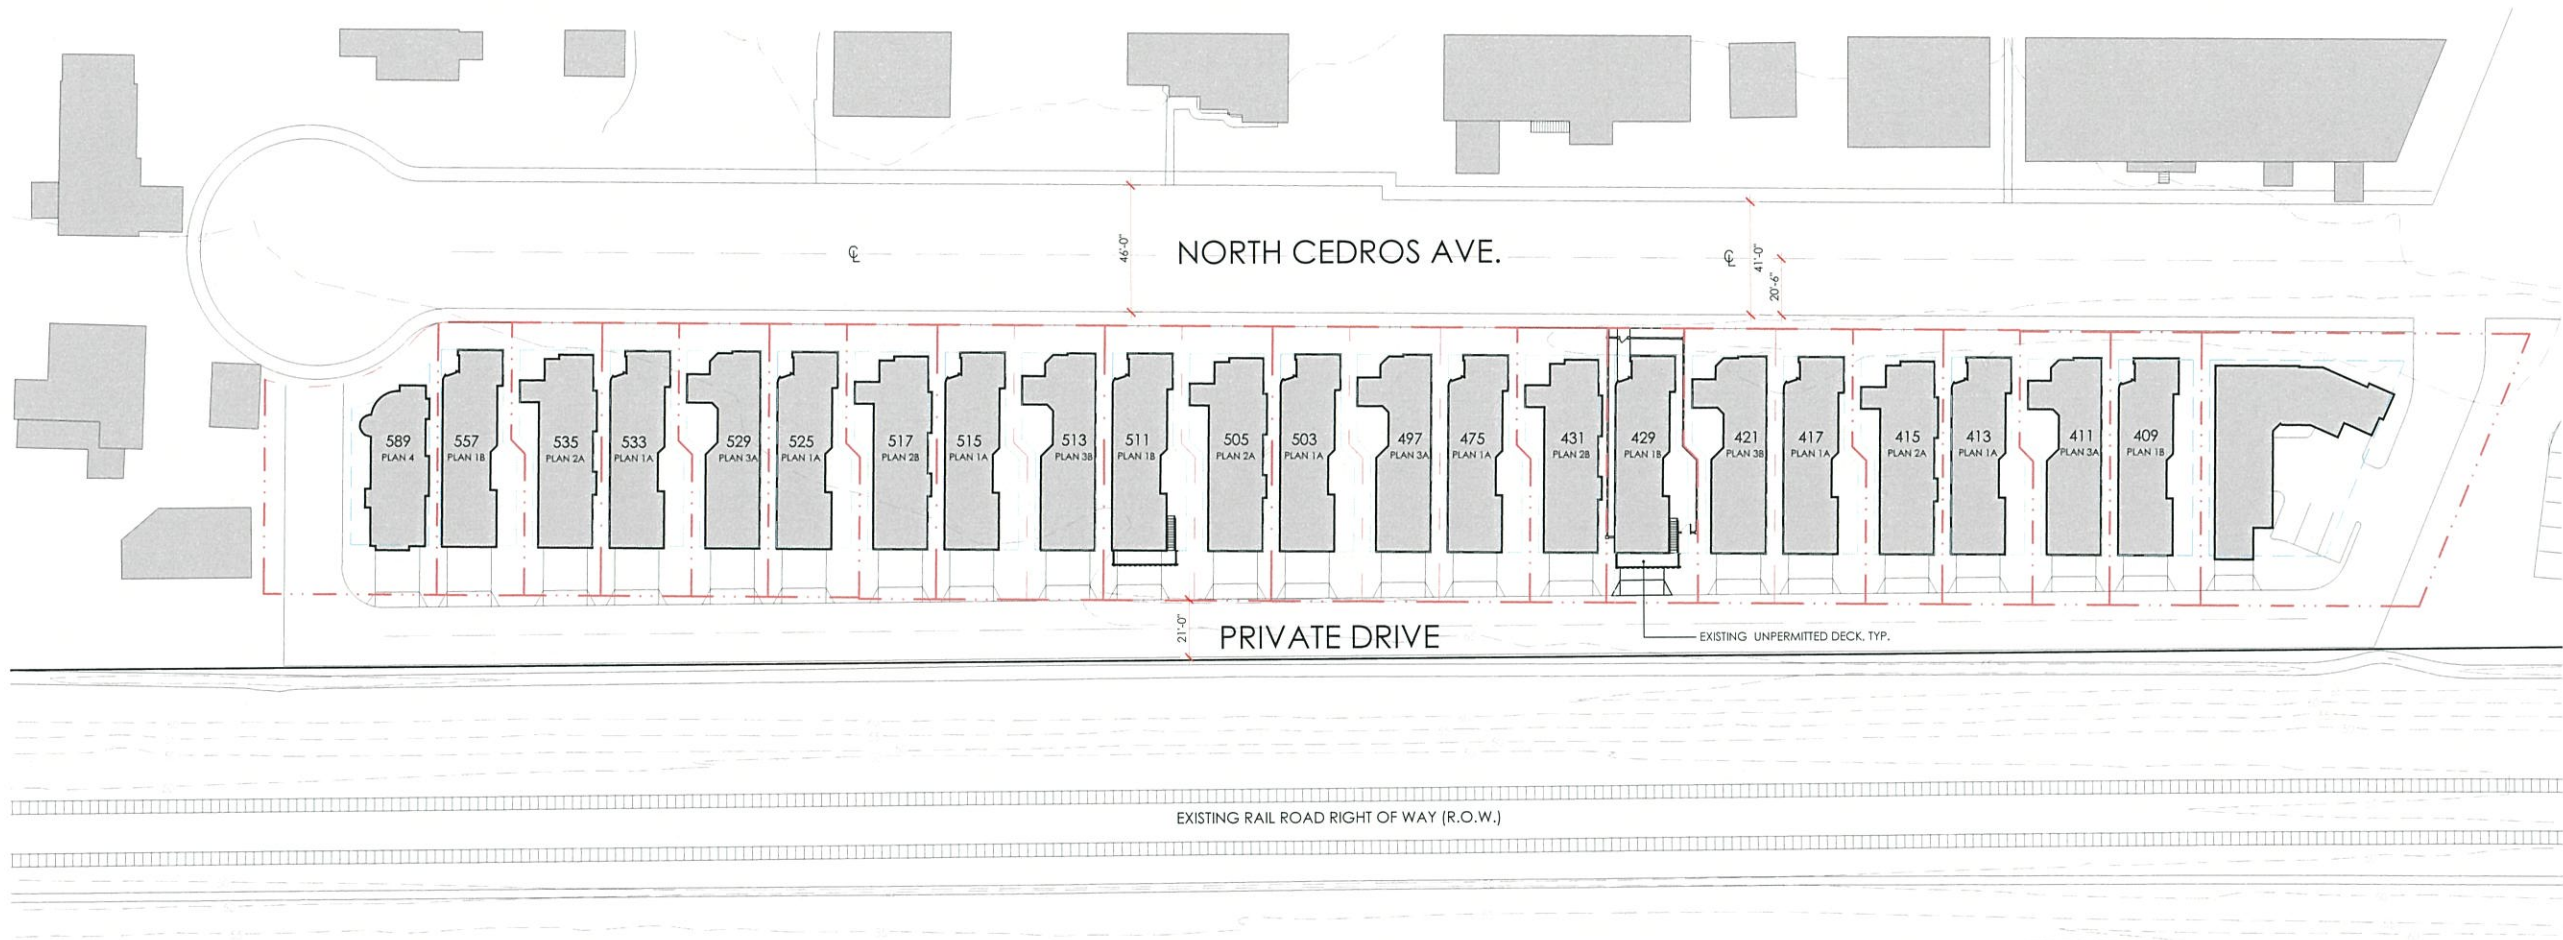 46'-0"
℄
NORTH CEDROS AVE.
℄
41'-0"
20'-6"
589
PLAN 4
557
PLAN 1B
535
PLAN 2A
533
PLAN 1A
529
PLAN 3A
525
PLAN 1A
517
PLAN 2B
515
PLAN 1A
513
PLAN 3B
511
PLAN 1B
505
PLAN 2A
503
PLAN 1A
497
PLAN 3A
475
PLAN 1A
431
PLAN 2B
429
PLAN 1B
421
PLAN 3B
417
PLAN 1A
415
PLAN 2A
413
PLAN 1A
411
PLAN 3A
409
PLAN 1B
21'-0"
PRIVATE DRIVE
EXISTING UNPERMITTED DECK, TYP.
EXISTING RAIL ROAD RIGHT OF WAY (R.O.W.)